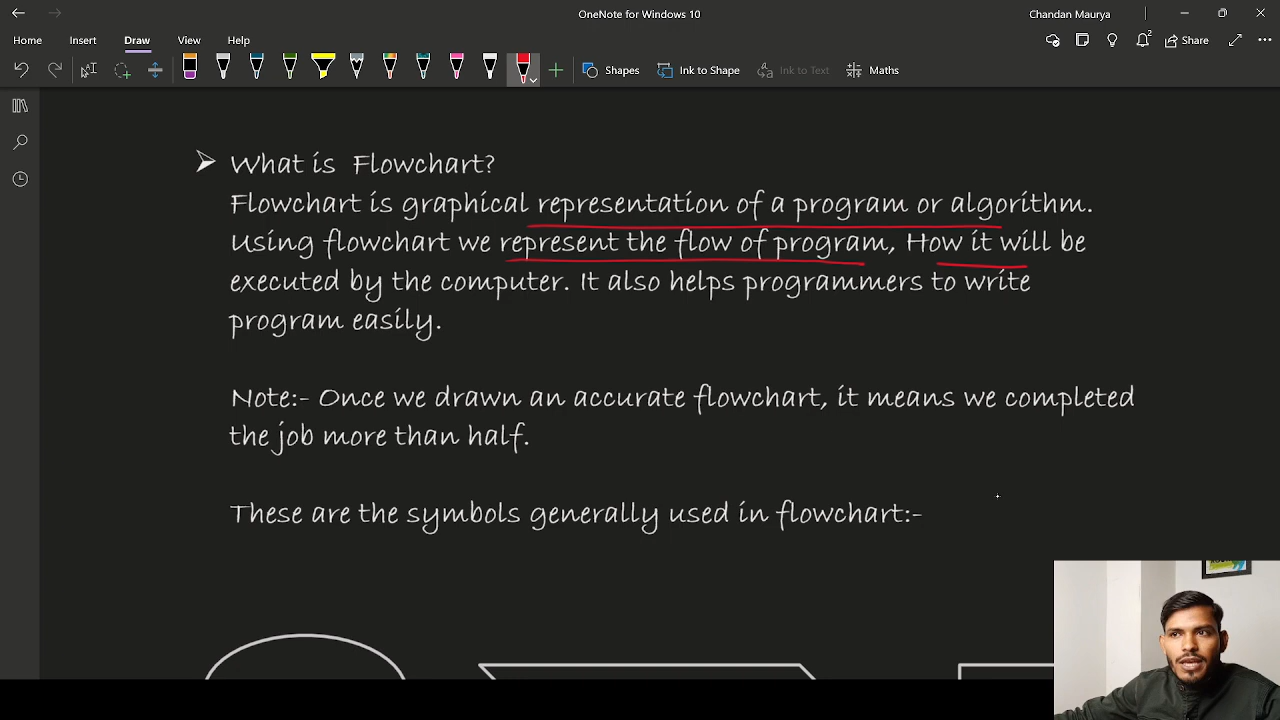 OneNote for Windows 10
Chandan Maurya
Home Insert Draw View Help
Share
Shapes Ink to Shape Ink to Text Maths
What is Flowchart?
Flowchart is graphical representation of a program or algorithm.
Using flowchart we represent the flow of program, How it will be
executed by the computer. It also helps programmers to write
program easily.
Note:- Once we drawn an accurate flowchart, it means we completed
the job more than half.
These are the symbols generally used in flowchart:-